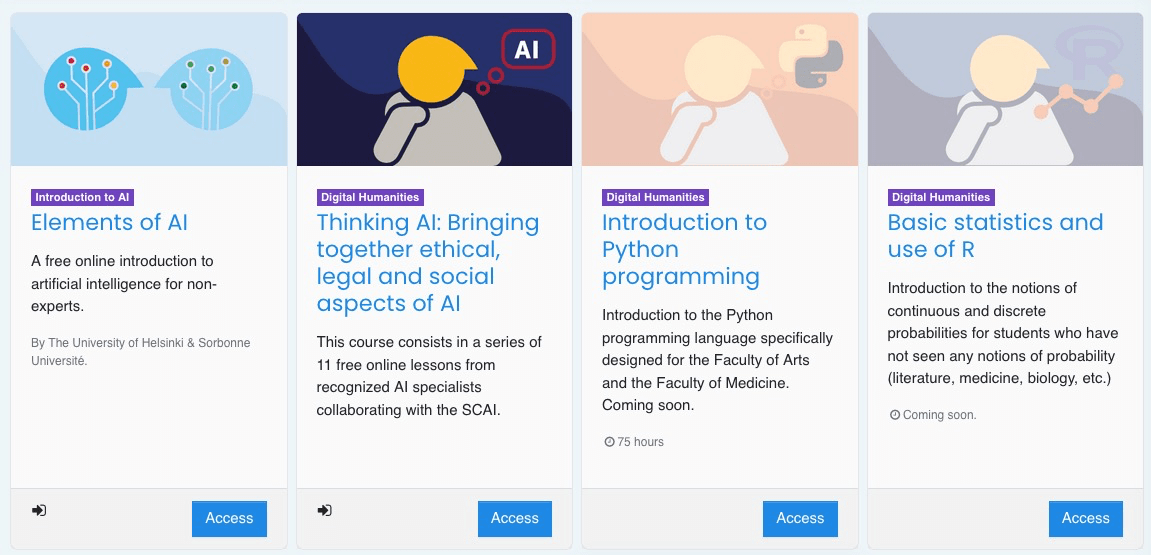 Introduction to AI
Elements of AI
A free online introduction to
artificial intelligence for non-
experts.
By The University of Helsinki & Sorbonne
Université.
Access
AI
Digital Humanities
Thinking AI: Bringing
together ethical,
legal and social
aspects of AI
This course consists in a series of
11 free online lessons from
recognized AI specialists
collaborating with the SCAI.
Access
Digital Humanities
Introduction to
Python
programming
Introduction to the Python
programming language specifically
designed for the Faculty of Arts
and the Faculty of Medicine.
Coming soon.
75 hours
Access
R
Digital Humanities
Basic statistics and
use of R
Introduction to the notions of
continuous and discrete
probabilities for students who have
not seen any notions of probability
(literature, medicine, biology, etc.)
Coming soon.
Access